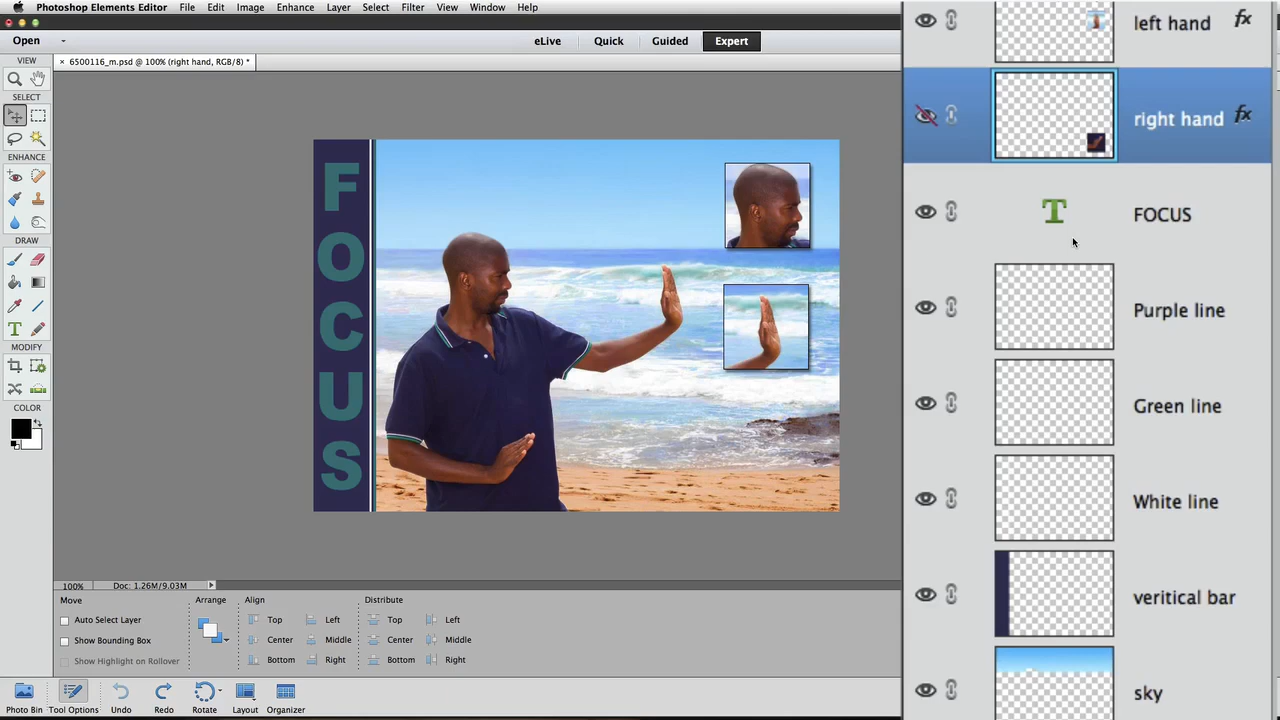 Photoshop Elements Editor File Edit Image Enhance Layer Select Filter View Window Help
Open eLive Quick Guided Expert
× 6500116_m.psd @ 100% (right hand, RGB/8) *
VIEW
SELECT
ENHANCE
DRAW
T
MODIFY
COLOR
F
O
C
U
S
left hand fx
right hand fx
T FOCUS
Purple line
Green line
White line
veritical bar
sky
100% Doc: 1.26M/9.03M
Move Arrange Align Distribute
Auto Select Layer Top Left Top Left
Show Bounding Box Center Middle Center Middle
Show Highlight on Rollover Bottom Right Bottom Right
Photo Bin Tool Options Undo Redo Rotate Layout Organizer